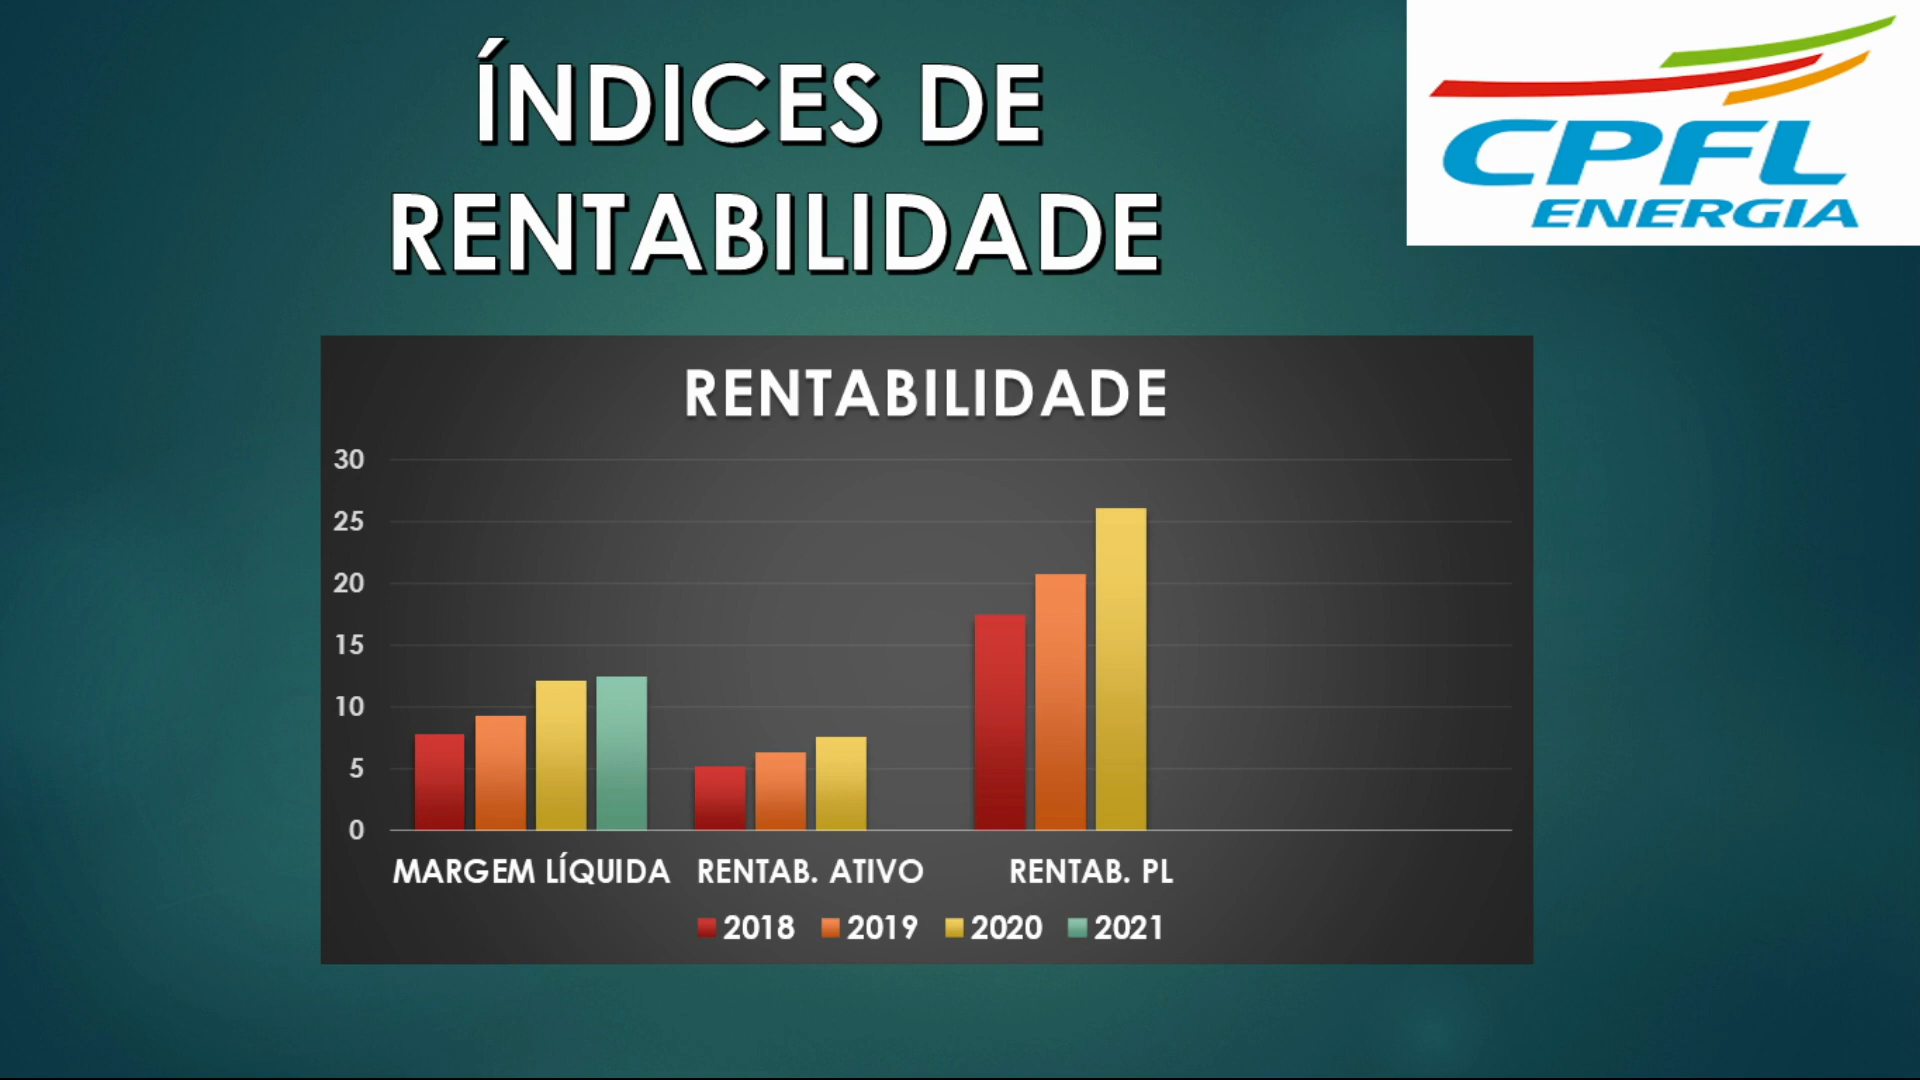 ÍNDICES DE
RENTABILIDADE
CPFL
ENERGIA
RENTABILIDADE
30
25
20
15
10
5
0
MARGEM LÍQUIDA RENTAB. ATIVO RENTAB. PL
2018 2019 2020 2021